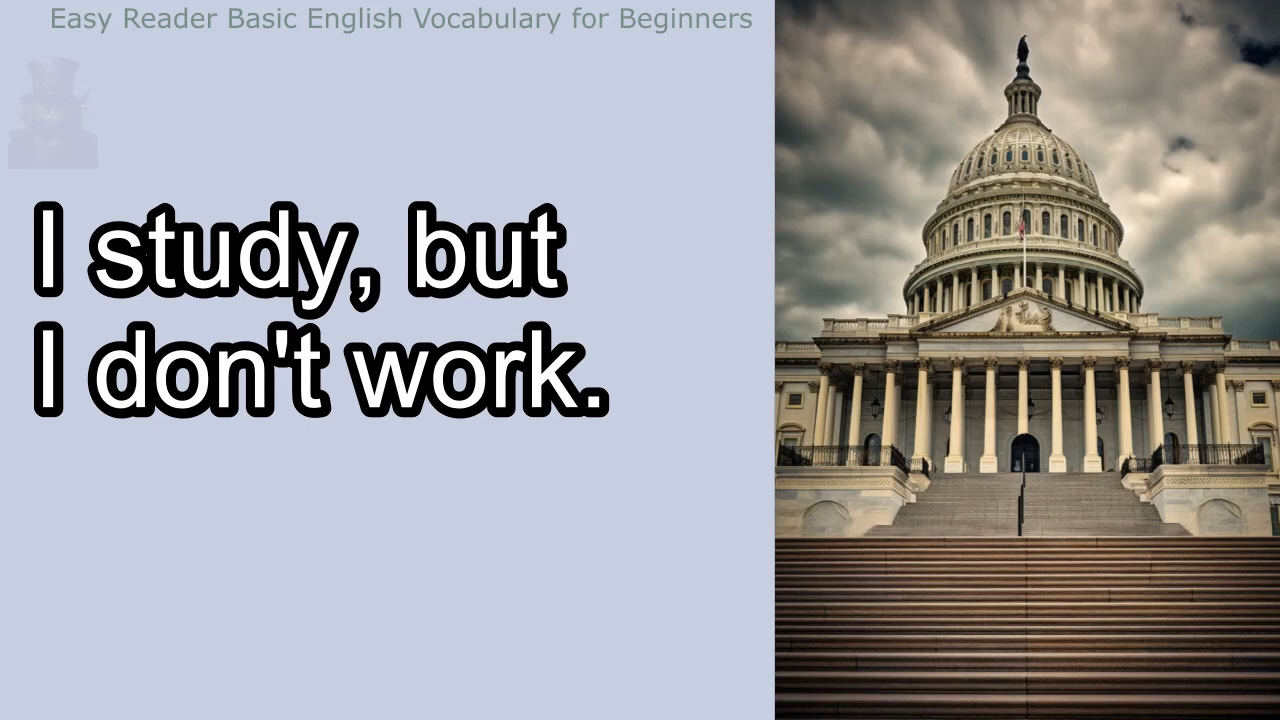 Easy Reader Basic English Vocabulary for Beginners
I study, but
I don't work.